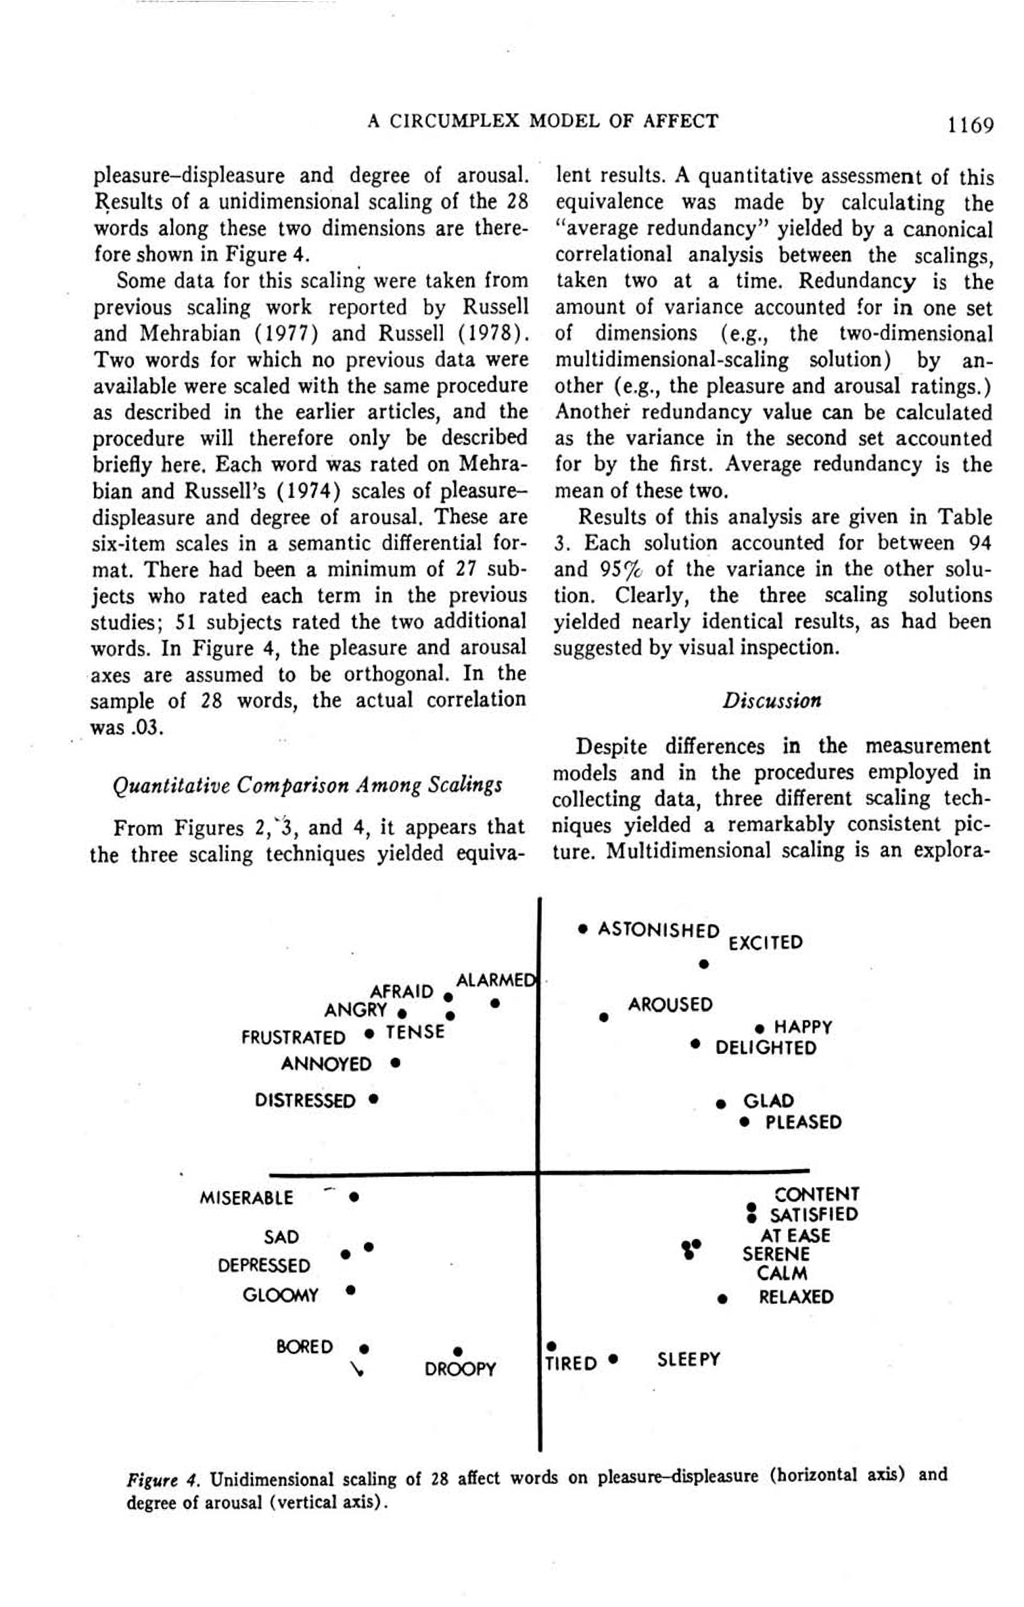 A CIRCUMPLEX MODEL OF AFFECT
1169
pleasure–displeasure and degree of arousal.
Results of a unidimensional scaling of the 28
words along these two dimensions are there-
fore shown in Figure 4.
Some data for this scaling were taken from
previous scaling work reported by Russell
and Mehrabian (1977) and Russell (1978).
Two words for which no previous data were
available were scaled with the same procedure
as described in the earlier articles, and the
procedure will therefore only be described
briefly here. Each word was rated on Mehra-
bian and Russell's (1974) scales of pleasure–
displeasure and degree of arousal. These are
six-item scales in a semantic differential for-
mat. There had been a minimum of 27 sub-
jects who rated each term in the previous
studies; 51 subjects rated the two additional
words. In Figure 4, the pleasure and arousal
axes are assumed to be orthogonal. In the
sample of 28 words, the actual correlation
was .03.
Quantitative Comparison Among Scalings
From Figures 2, 3, and 4, it appears that
the three scaling techniques yielded equiva-
lent results. A quantitative assessment of this
equivalence was made by calculating the
"average redundancy" yielded by a canonical
correlational analysis between the scalings,
taken two at a time. Redundancy is the
amount of variance accounted for in one set
of dimensions (e.g., the two-dimensional
multidimensional-scaling solution) by an-
other (e.g., the pleasure and arousal ratings.)
Another redundancy value can be calculated
as the variance in the second set accounted
for by the first. Average redundancy is the
mean of these two.
Results of this analysis are given in Table
3. Each solution accounted for between 94
and 95% of the variance in the other solu-
tion. Clearly, the three scaling solutions
yielded nearly identical results, as had been
suggested by visual inspection.
Discussion
Despite differences in the measurement
models and in the procedures employed in
collecting data, three different scaling tech-
niques yielded a remarkably consistent pic-
ture. Multidimensional scaling is an explora-
ASTONISHED
EXCITED
ALARMED
AFRAID
ANGRY
AROUSED
TENSE
FRUSTRATED
HAPPY
DELIGHTED
ANNOYED
DISTRESSED
GLAD
PLEASED
MISERABLE
CONTENT
SATISFIED
SAD
AT EASE
SERENE
DEPRESSED
CALM
GLOOMY
RELAXED
BORED
DROOPY
TIRED
SLEEPY
Figure 4. Unidimensional scaling of 28 affect words on pleasure–displeasure (horizontal axis) and
degree of arousal (vertical axis).